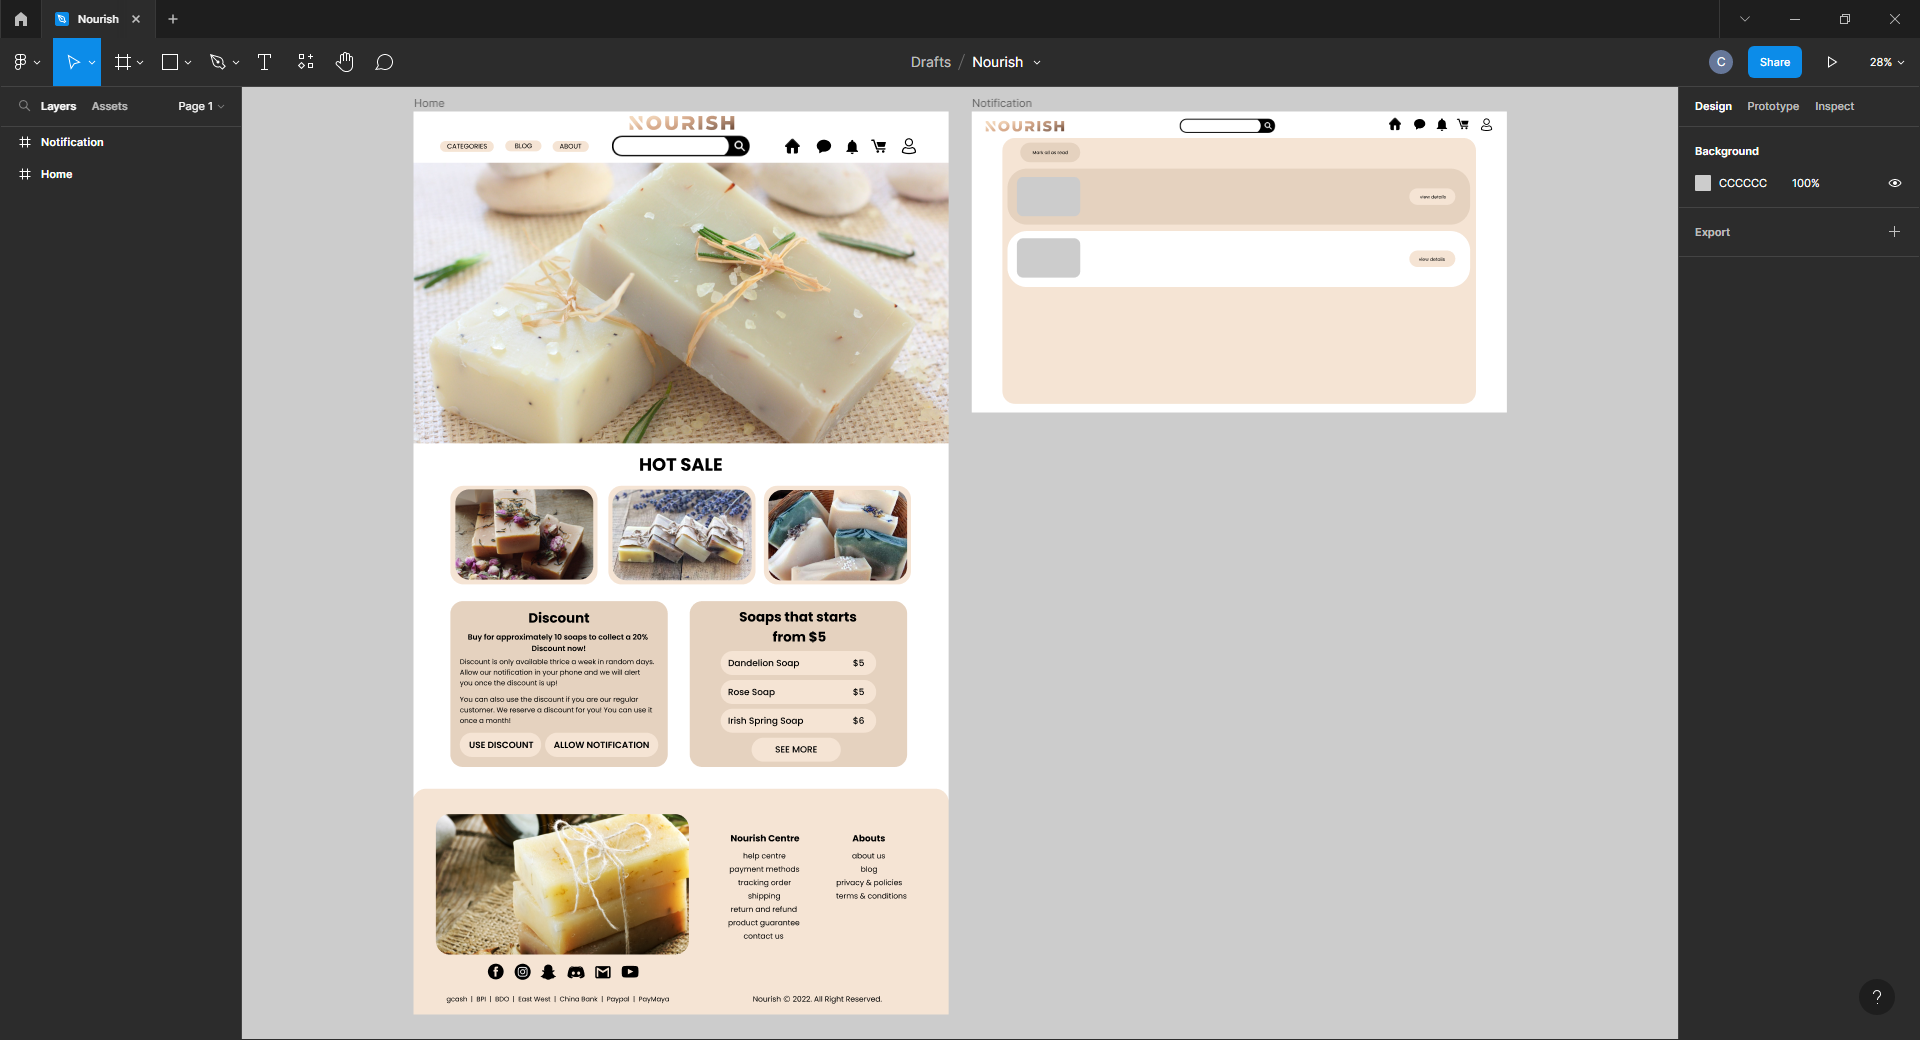 Nourish
Drafts / Nourish
C
Share
28%
Layers
Assets
Page 1
Notification
Home
Home
NOURISH
CATEGORIES
BLOG
ABOUT
HOT SALE
Discount
Buy for approximately 10 soaps to collect a 20%
Discount now!
Discount is only available thrice a week in random days.
Allow our notification in your phone and we will alert
you once the discount is up!
You can also use the discount if you are our regular
customer. We reserve a discount for you! You can use it
once a month!
USE DISCOUNT
ALLOW NOTIFICATION
Soaps that starts
from $5
Dandelion Soap $5
Rose Soap $5
Irish Spring Soap $6
SEE MORE
Nourish Centre
help centre
payment methods
tracking order
shipping
return and refund
product guarantee
contact us
Abouts
about us
blog
privacy & policies
terms & conditions
gcash | BPI | BDO | East West | China Bank | Paypal | PayMaya
Nourish © 2022. All Right Reserved.
Notification
NOURISH
Mark all as read
view details
view details
Design
Prototype
Inspect
Background
CCCCCC
100%
Export
?